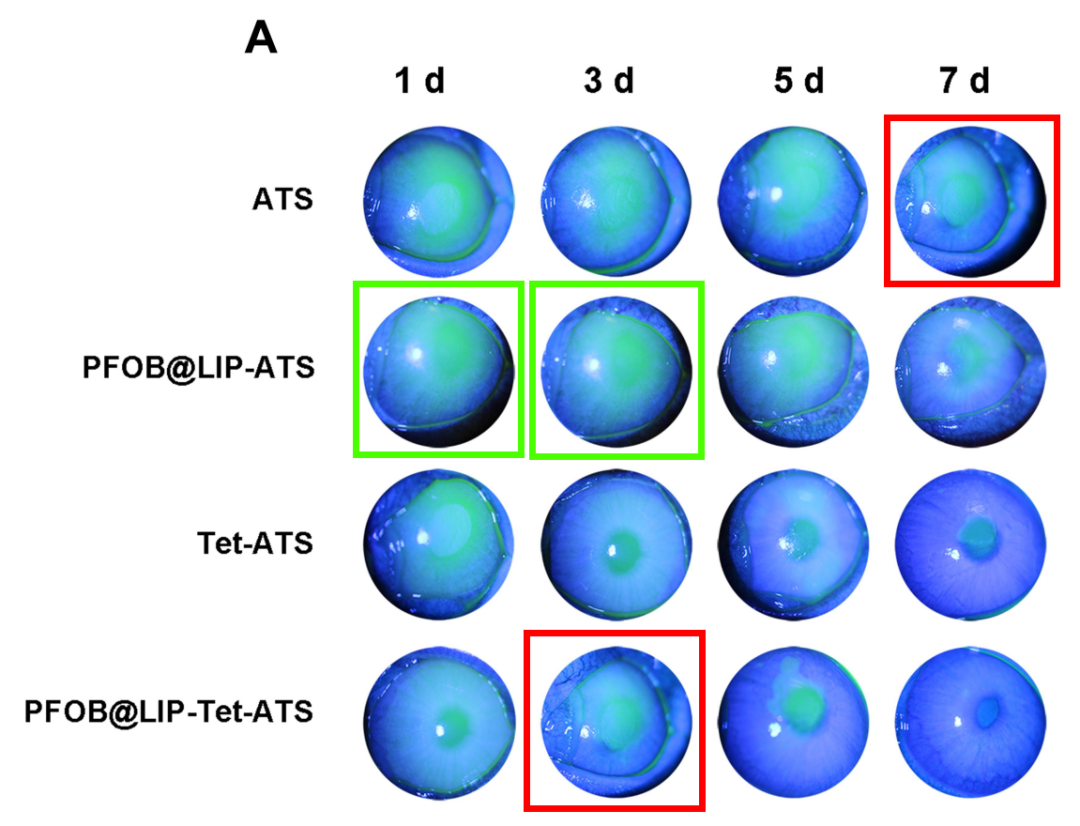 A
1 d 3 d 5 d 7 d
ATS
PFOB@LIP-ATS
Tet-ATS
PFOB@LIP-Tet-ATS